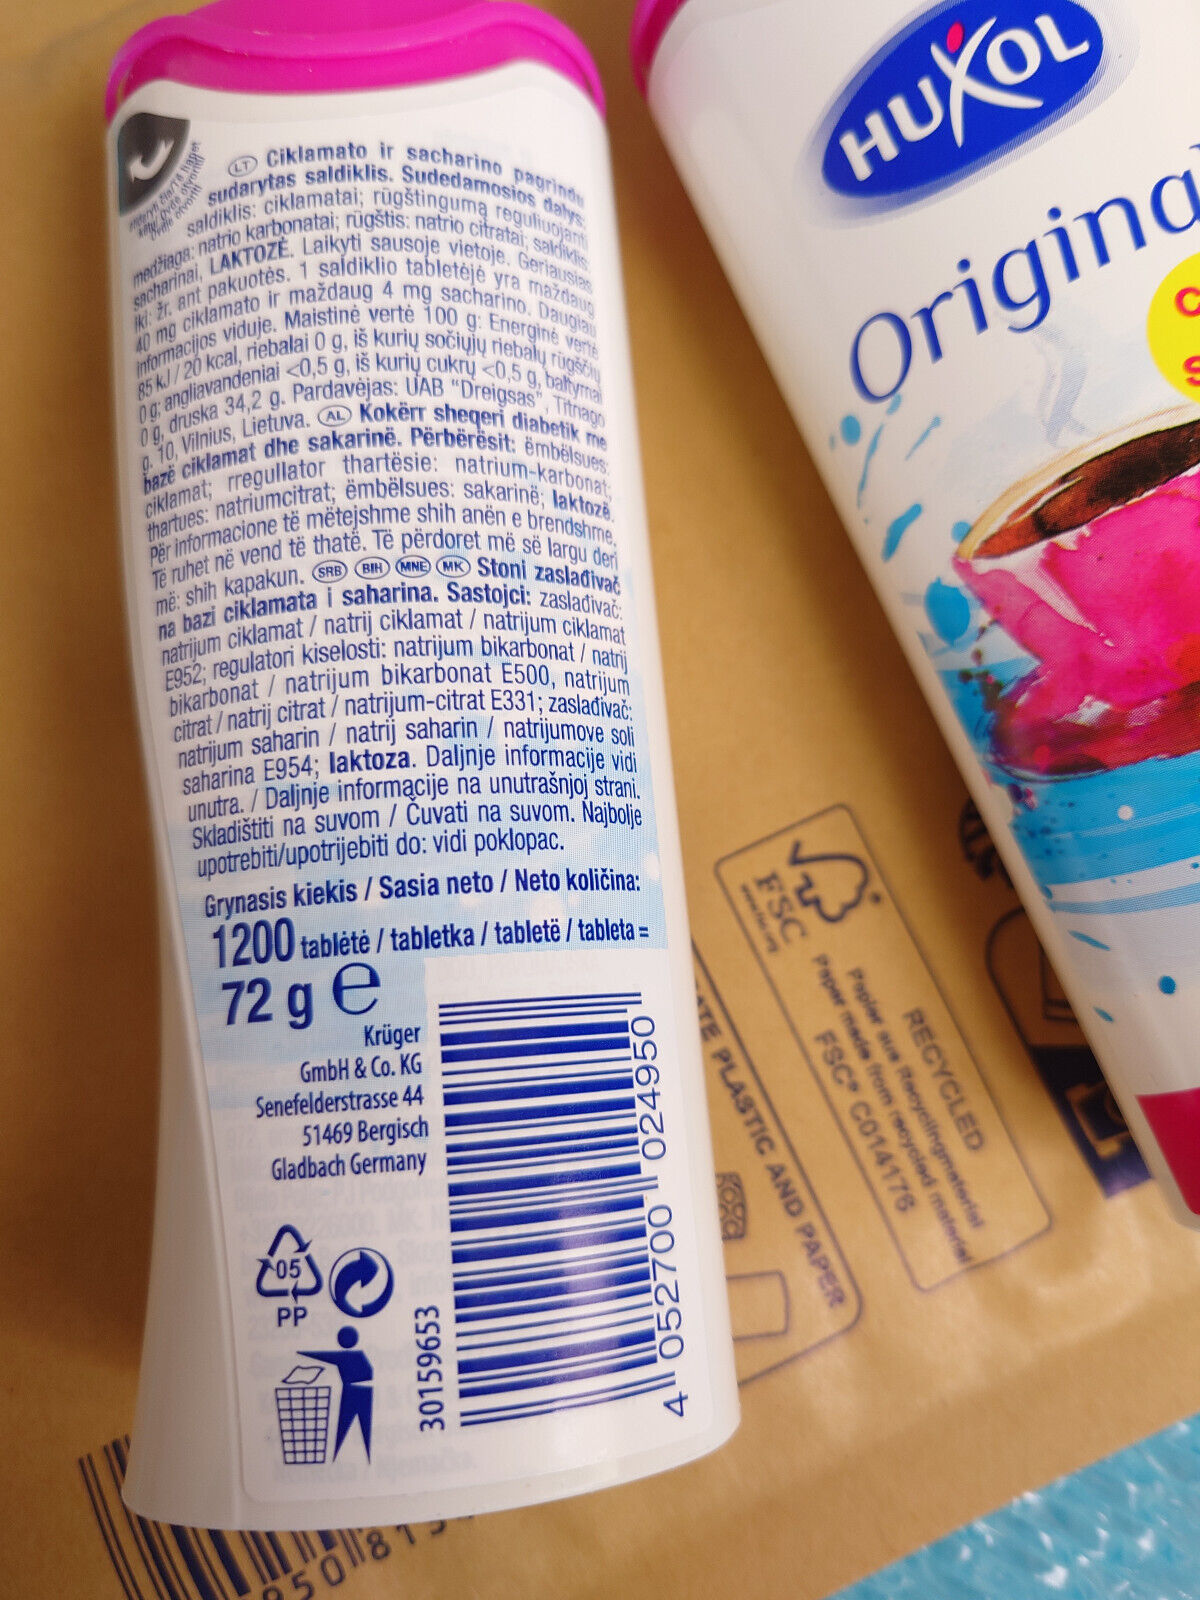 LT Ciklamato ir sacharino pagrindu
sudarytas saldiklis. Sudedamosios dalys:
saldiklis: ciklamatai; rūgštingumą reguliuojanti
medžiaga: natrio karbonatai; rūgštis: natrio citratai; saldiklis:
sacharinai, LAKTOZĖ. Laikyti sausoje vietoje. Geriausias
iki: žr. ant pakuotės. 1 saldiklio tabletėje yra maždaug
40 mg ciklamato ir maždaug 4 mg sacharino. Daugiau
informacijos viduje. Maistinė vertė 100 g: Energinė vertė
85 kJ / 20 kcal, riebalai 0 g, iš kurių sočiųjų riebalų rūgščių
0 g; angliavandeniai <0,5 g, iš kurių cukrų <0,5 g, baltymai
0 g, druska 34,2 g. Pardavėjas: UAB "Dreigsas", Titnago
g. 10, Vilnius, Lietuva. AL Kokërr sheqeri diabetik me
bazë ciklamat dhe sakarinë. Përbërësit: ëmbëlsues:
ciklamat; rregullator thartësie: natrium-karbonat;
thartues: natriumcitrat; ëmbëlsues: sakarinë; laktozë.
Për informacione të mëtejshme shih anën e brendshme.
Të ruhet në vend të thatë. Të përdoret më së largu deri
më: shih kapakun. SRB BIH MNE MK Stoni zaslađivač
na bazi ciklamata i saharina. Sastojci: zaslađivač:
natrijum ciklamat / natrij ciklamat / natrijum ciklamat
E952; regulatori kiselosti: natrijum bikarbonat / natrij
bikarbonat / natrijum bikarbonat E500, natrijum
citrat / natrij citrat / natrijum-citrat E331; zaslađivač:
natrijum saharin / natrij saharin / natrijumove soli
saharina E954; laktoza. Daljnje informacije vidi
unutra. / Daljnje informacije na unutrašnjoj strani.
Skladištiti na suvom / Čuvati na suvom. Najbolje
upotrebiti/upotrijebiti do: vidi poklopac.
Grynasis kiekis / Sasia neto / Neto količina:
1200 tablėtė / tabletka / tabletë / tableta =
72 g e
Krüger
GmbH & Co. KG
Senefelderstrasse 44
51469 Bergisch
Gladbach Germany
05
PP
30159653
4 052700 024950
HUXOL
Original
FSC
RECYCLED
Papier aus Recyclingmaterial
Paper made from recycled material
FSC® C014176
PLASTIC AND PAPER